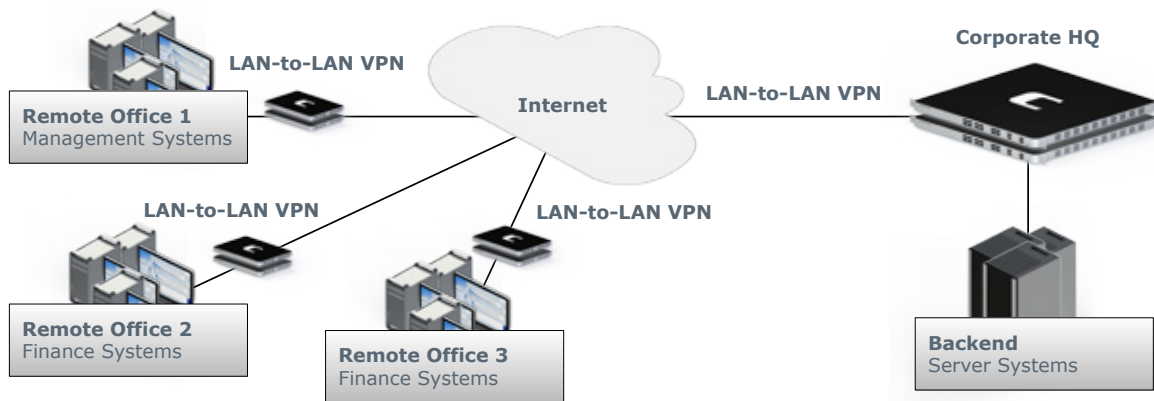 Corporate HQ
LAN-to-LAN VPN
Internet
LAN-to-LAN VPN
Remote Office 1
Management Systems
LAN-to-LAN VPN
LAN-to-LAN VPN
Remote Office 2
Finance Systems
Remote Office 3
Finance Systems
Backend
Server Systems